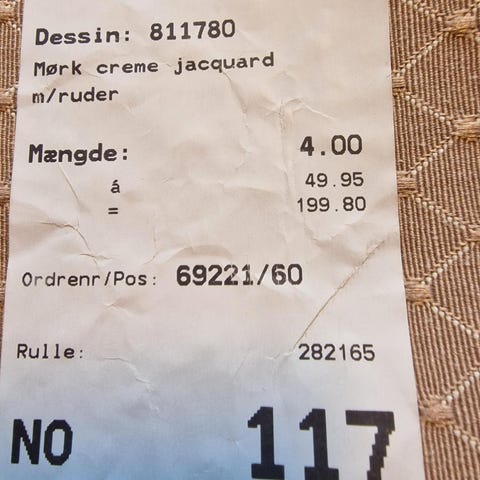 Dessin: 811780
Mørk creme jacquard
m/ruder
Mængde: 4.00
á 49.95
= 199.80
Ordrenr/Pos: 69221/60
Rulle: 282165
NO 117